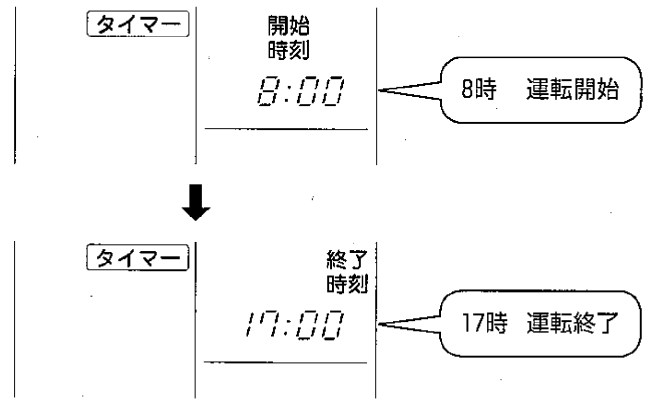 タイマー
開始
時刻
8:00
8時 運転開始
タイマー
終了
時刻
17:00
17時 運転終了